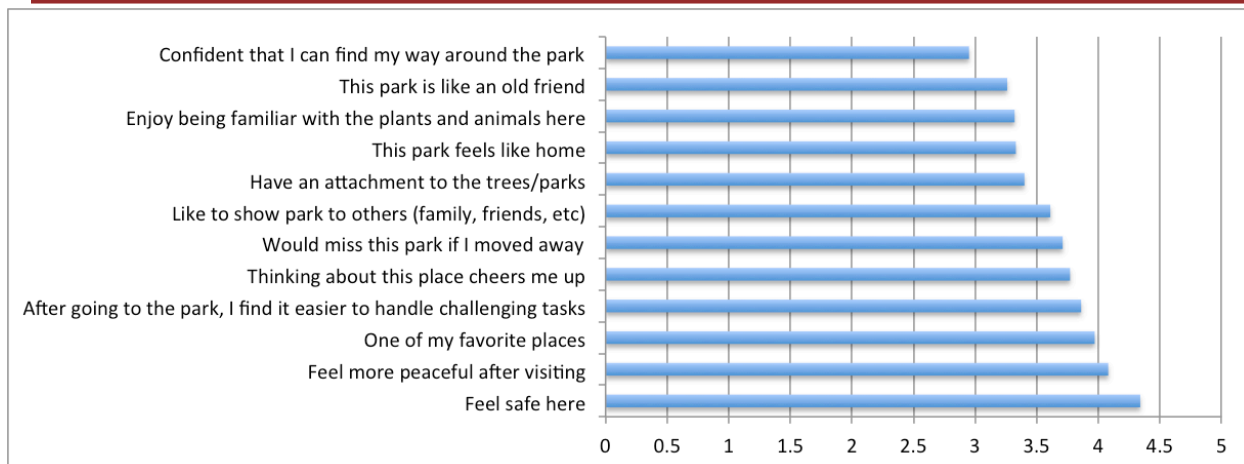 Confident that I can find my way around the park
This park is like an old friend
Enjoy being familiar with the plants and animals here
This park feels like home
Have an attachment to the trees/parks
Like to show park to others (family, friends, etc)
Would miss this park if I moved away
Thinking about this place cheers me up
After going to the park, I find it easier to handle challenging tasks
One of my favorite places
Feel more peaceful after visiting
Feel safe here
0 0.5 1 1.5 2 2.5 3 3.5 4 4.5 5